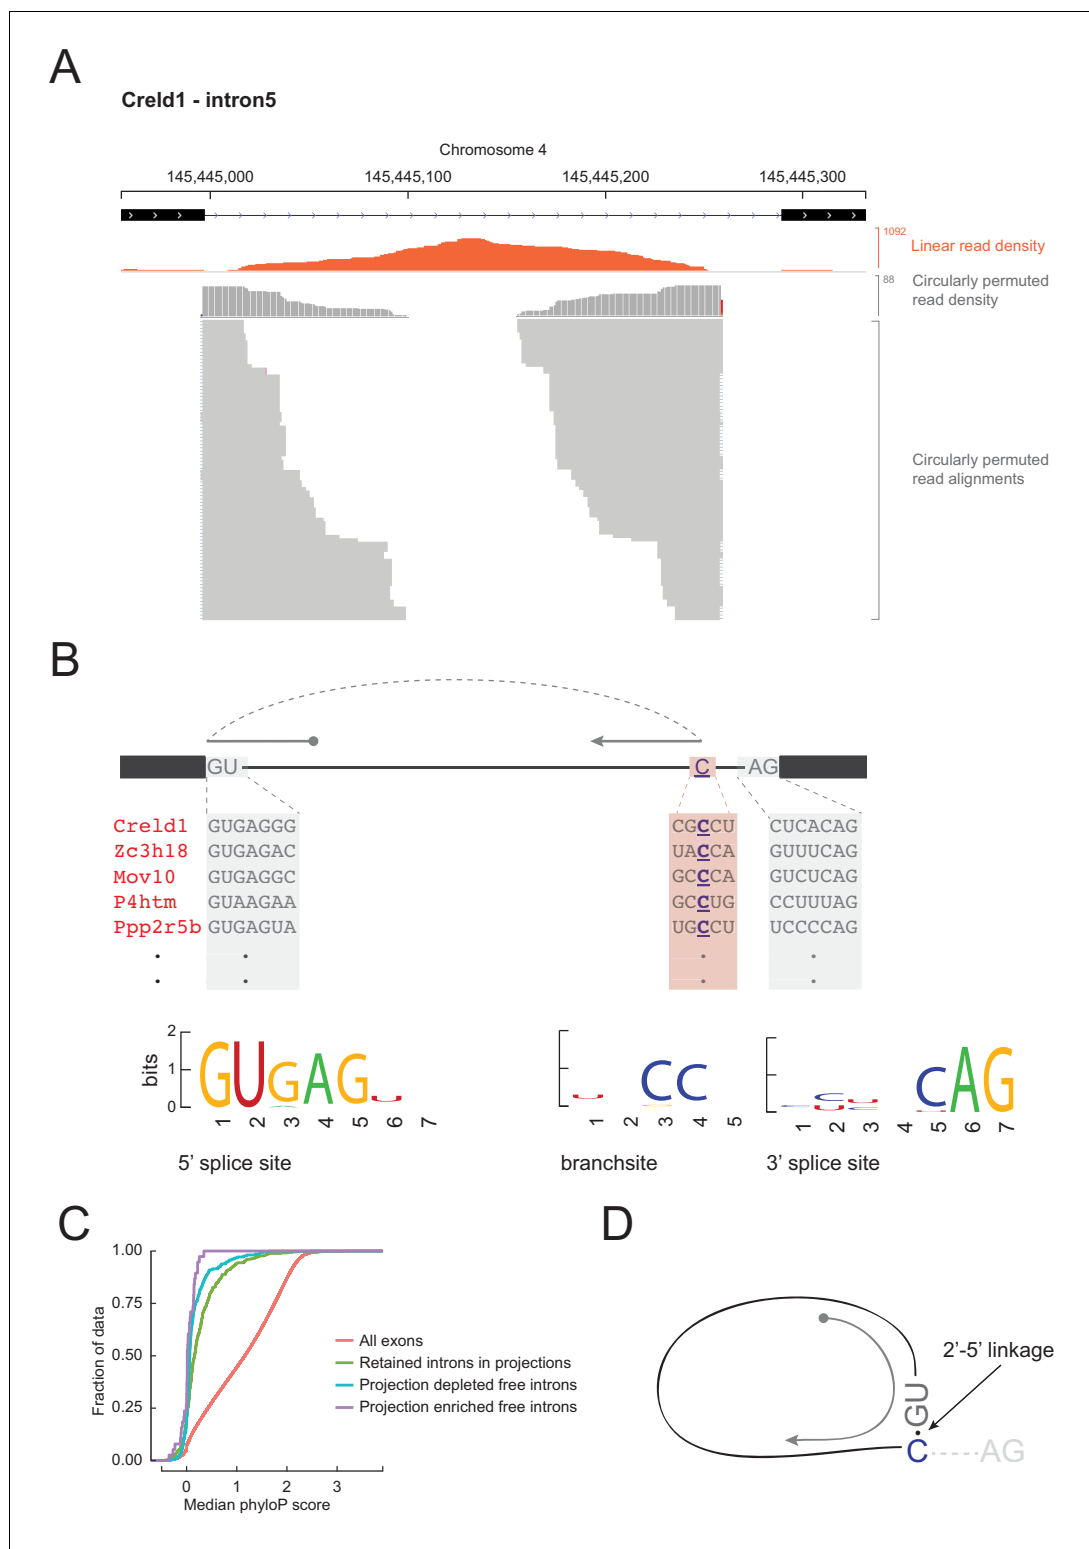 A
Creld1 - intron5
Chromosome 4
145,445,000 145,445,100 145,445,200 145,445,300
1092
Linear read density
88
Circularly permuted
read density
Circularly permuted
read alignments
B
GU C AG
Creld1 GUGAGGG CGCCU CUCACAG
Zc3h18 GUGAGAC UACCA GUUUCAG
Mov10 GUGAGGC GCCCA GUCUCAG
P4htm GUAAGAA GCCUG CCUUUAG
Ppp2r5b GUGAGUA UGCCU UCCCCAG
2
1
0
bits
GUGAGU
CC
CAG
1 2 3 4 5 6 7
1 2 3 4 5
1 2 3 4 5 6 7
5' splice site
branchsite
3' splice site
C
1.00
0.75
0.50
0.25
0.00
Fraction of data
0 1 2 3
Median phyloP score
All exons
Retained introns in projections
Projection depleted free introns
Projection enriched free introns
D
2'-5' linkage
GU
C AG